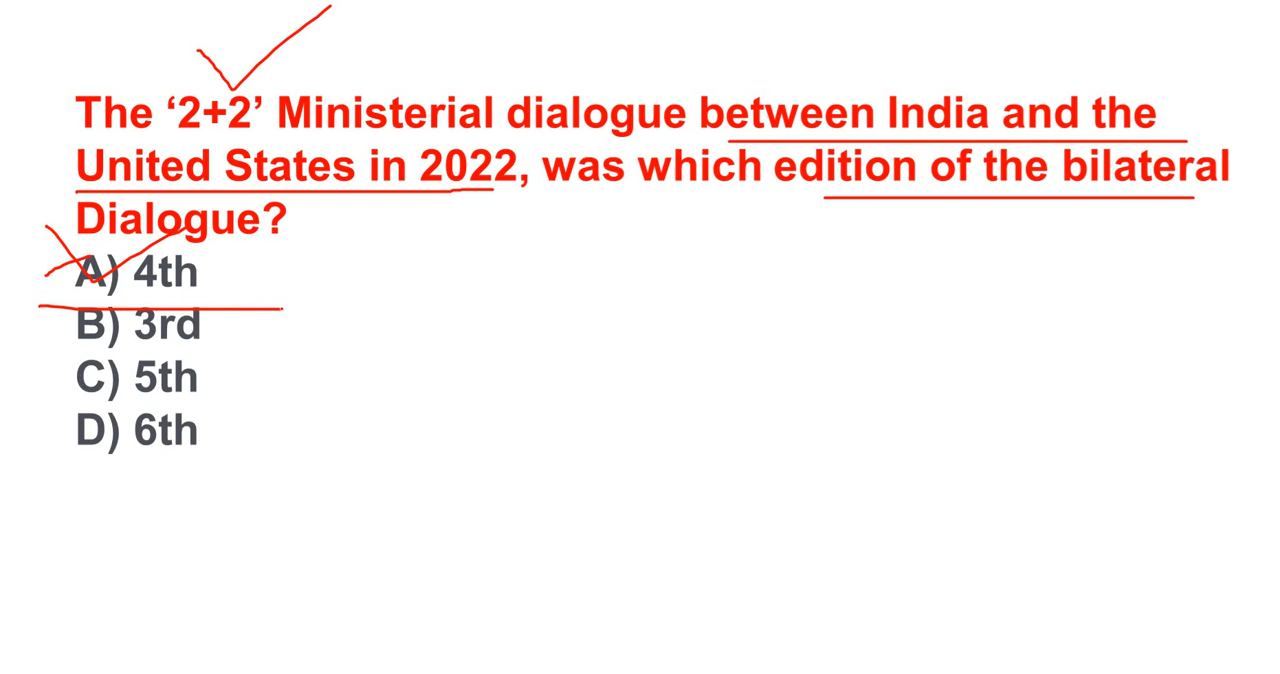 The ‘2+2’ Ministerial dialogue between India and the
United States in 2022, was which edition of the bilateral
Dialogue?
A) 4th
B) 3rd
C) 5th
D) 6th